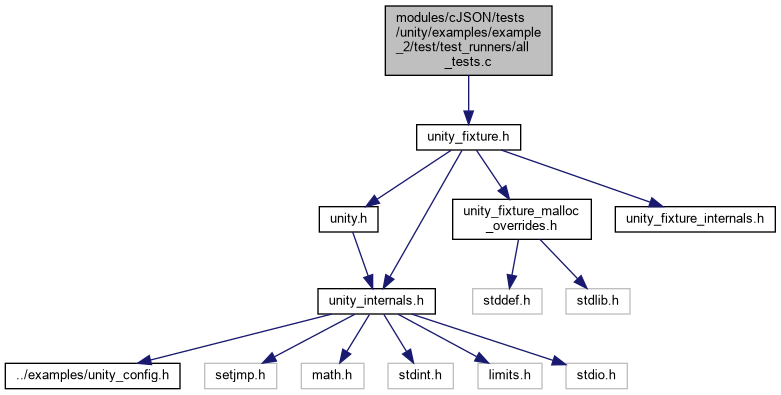 modules/cJSON/tests
/unity/examples/example
_2/test/test_runners/all
_tests.c
unity_fixture.h
unity.h
unity_fixture_malloc
_overrides.h
unity_fixture_internals.h
unity_internals.h
stddef.h
stdlib.h
../examples/unity_config.h
setjmp.h
math.h
stdint.h
limits.h
stdio.h